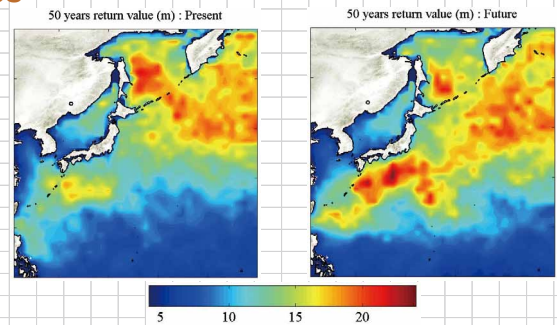 50 years return value (m) : Present
50 years return value (m) : Future
5 10 15 20